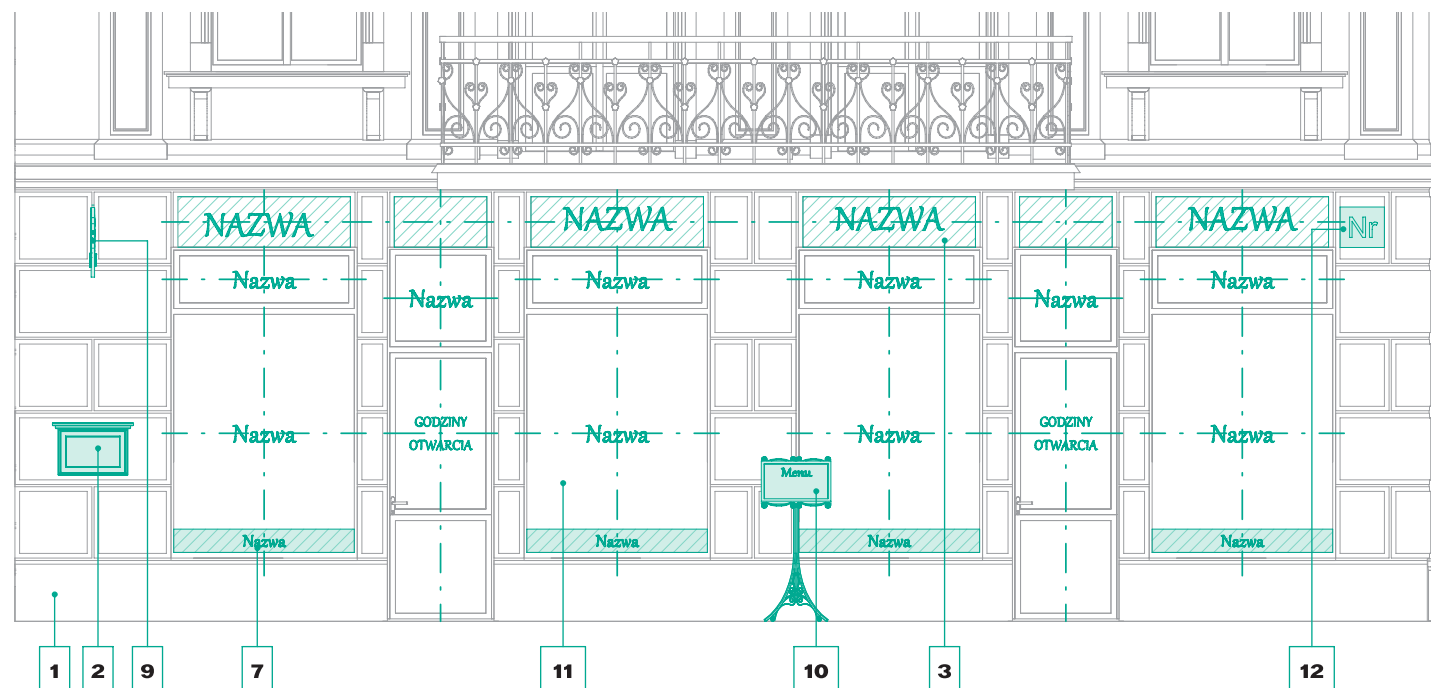 NAZWA NAZWA NAZWA NAZWA Nr
Nazwa Nazwa Nazwa Nazwa Nazwa Nazwa
Nazwa GODZINY Nazwa Nazwa GODZINY Nazwa
OTWARCIA OTWARCIA
Menu
Nazwa Nazwa Nazwa Nazwa
1 2 9 7 11 10 3 12